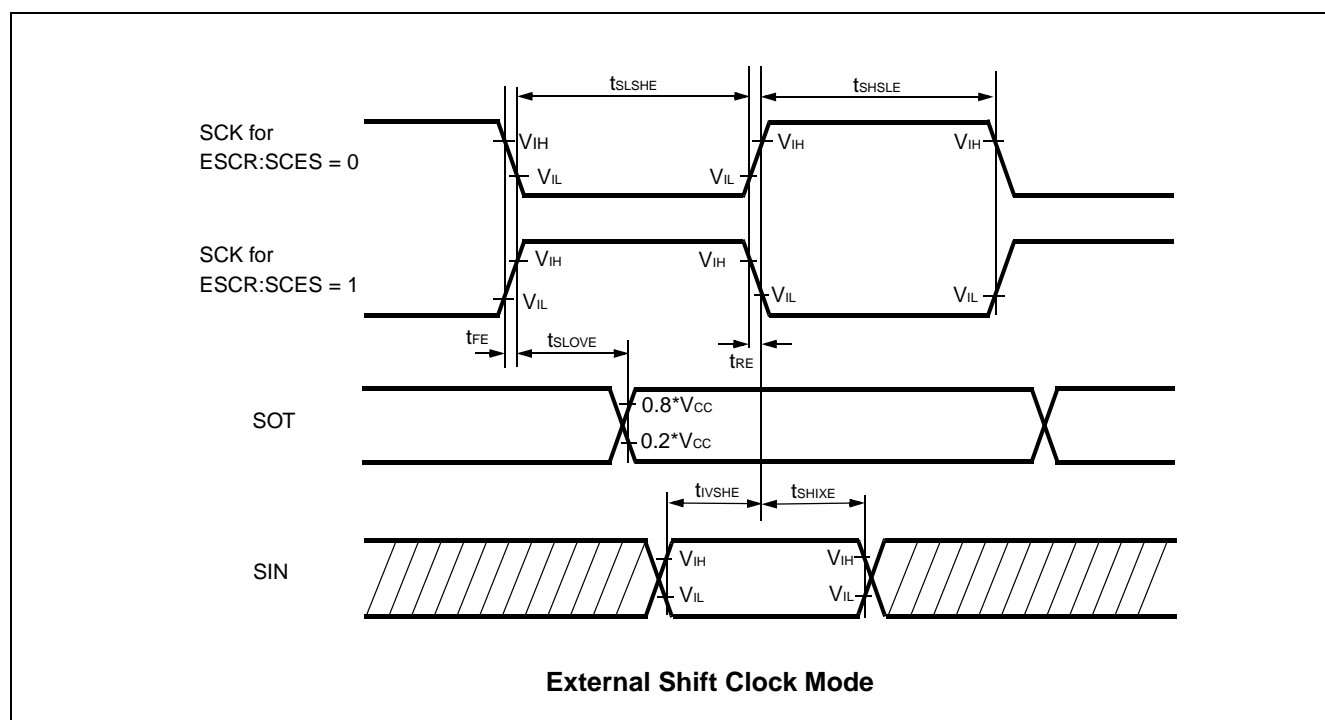 tSLSHE
tSHSLE
SCK for
ESCR:SCES = 0
VIH
VIL
VIL
VIH
VIH
SCK for
ESCR:SCES = 1
VIH
VIL
VIH
VIL
VIL
tFE
tSLOVE
tRE
SOT
0.8*VCC
0.2*VCC
tIVSHE
tSHIXE
SIN
VIH
VIL
VIH
VIL
External Shift Clock Mode